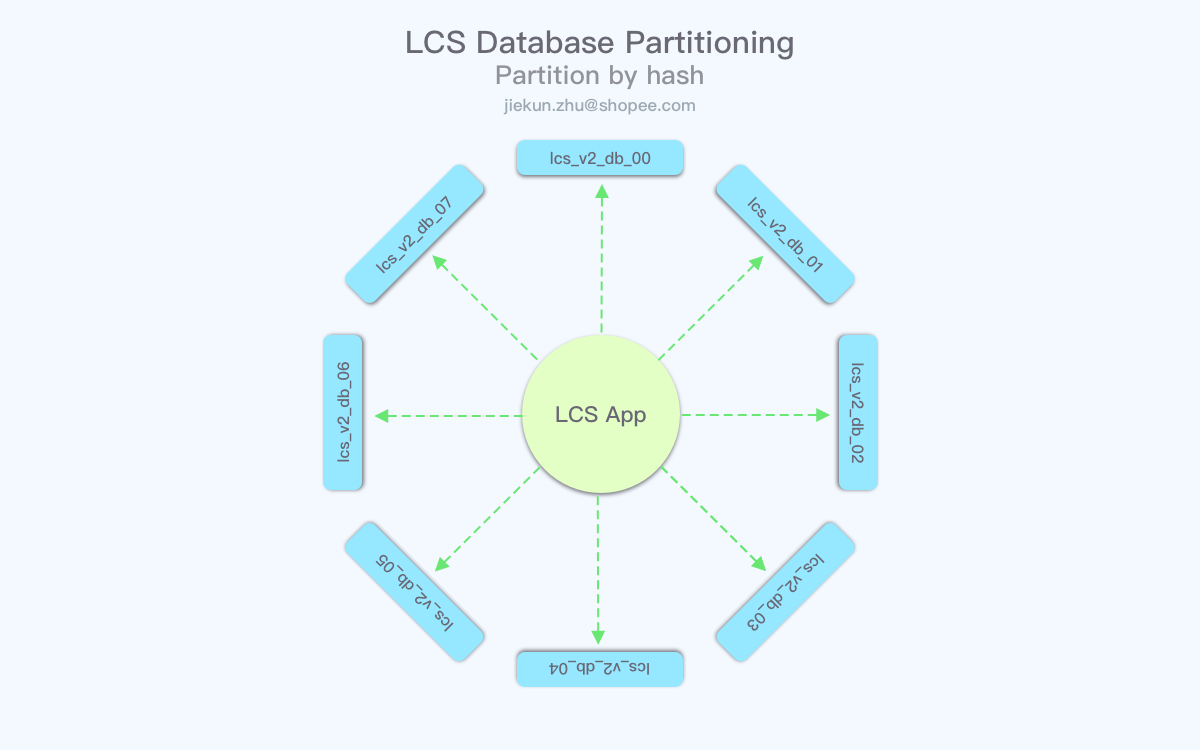 LCS Database Partitioning
Partition by hash
jiekun.zhu@shopee.com
lcs_v2_db_00
lcs_v2_db_01
lcs_v2_db_02
lcs_v2_db_03
lcs_v2_db_04
lcs_v2_db_05
lcs_v2_db_06
lcs_v2_db_07
LCS App